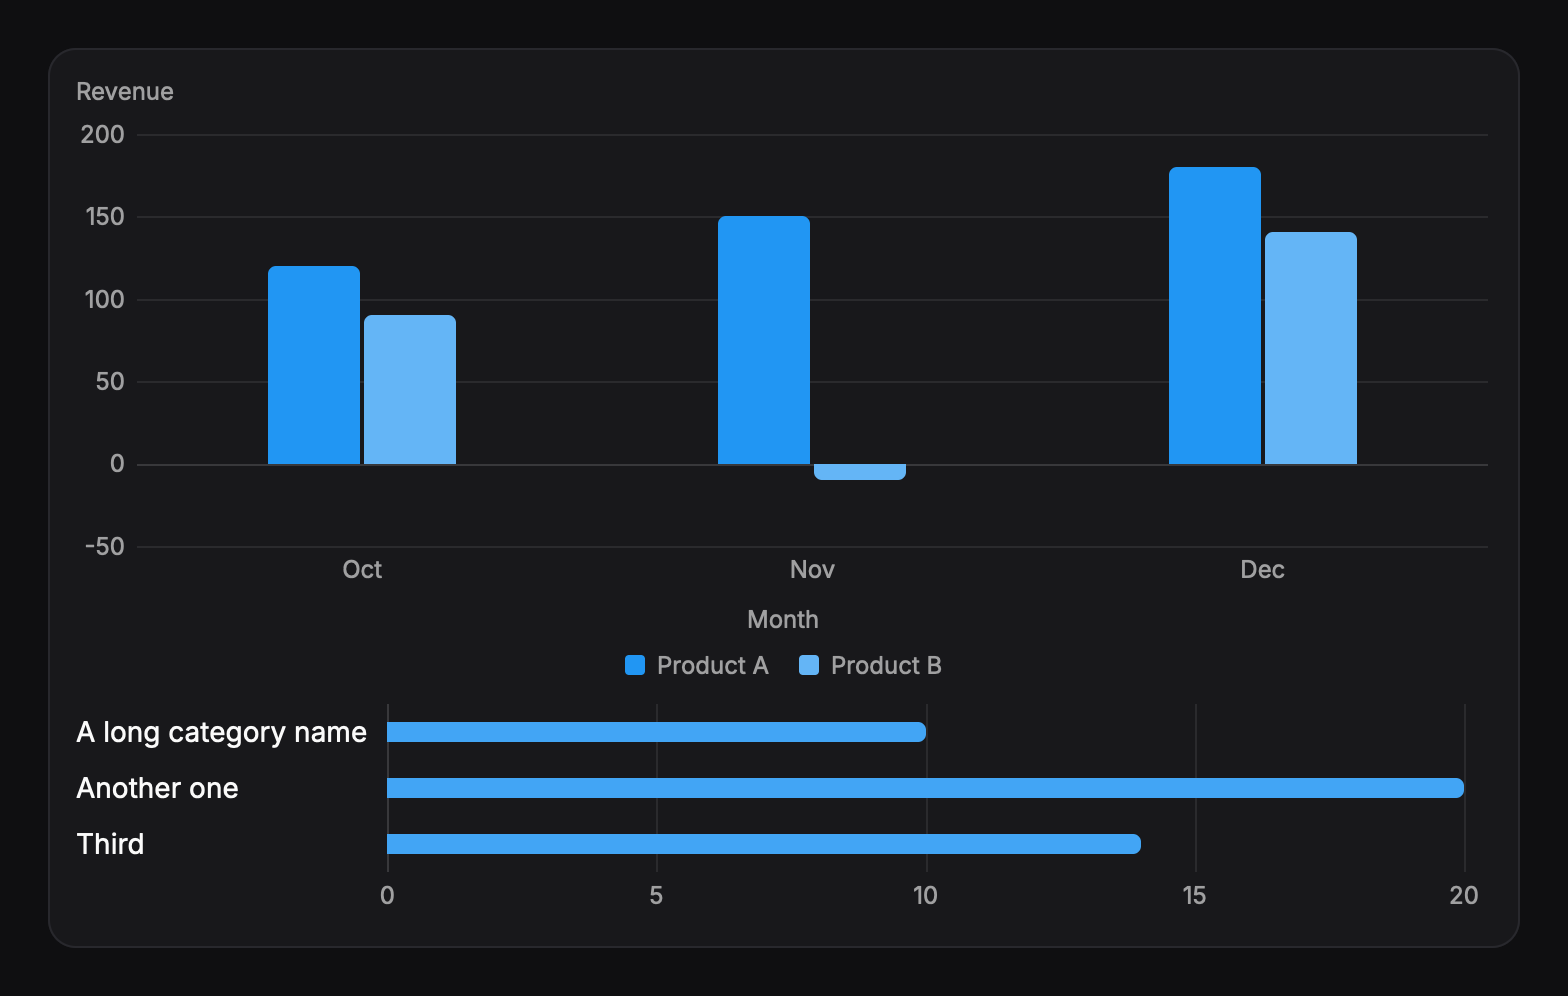 Revenue
200
150
100
50
0
-50
Oct Nov Dec
Month
Product A Product B
A long category name
Another one
Third
0 5 10 15 20